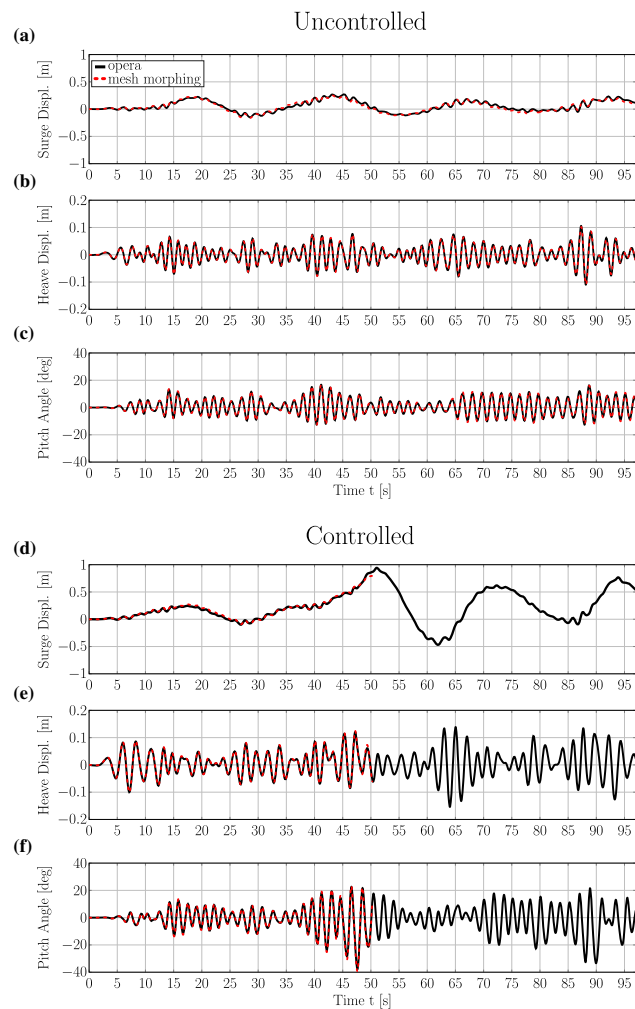 Uncontrolled
(a)
1
0.5
0
−0.5
−1
Surge Displ. [m]
opera
mesh morphing
0 5 10 15 20 25 30 35 40 45 50 55 60 65 70 75 80 85 90 95
(b)
0.2
0.1
0
−0.1
−0.2
Heave Displ. [m]
0 5 10 15 20 25 30 35 40 45 50 55 60 65 70 75 80 85 90 95
(c)
40
20
0
−20
−40
Pitch Angle [deg]
0 5 10 15 20 25 30 35 40 45 50 55 60 65 70 75 80 85 90 95
Time t [s]
Controlled
(d)
1
0.5
0
−0.5
−1
Surge Displ. [m]
0 5 10 15 20 25 30 35 40 45 50 55 60 65 70 75 80 85 90 95
(e)
0.2
0.1
0
−0.1
−0.2
Heave Displ. [m]
0 5 10 15 20 25 30 35 40 45 50 55 60 65 70 75 80 85 90 95
(f)
40
20
0
−20
−40
Pitch Angle [deg]
0 5 10 15 20 25 30 35 40 45 50 55 60 65 70 75 80 85 90 95
Time t [s]